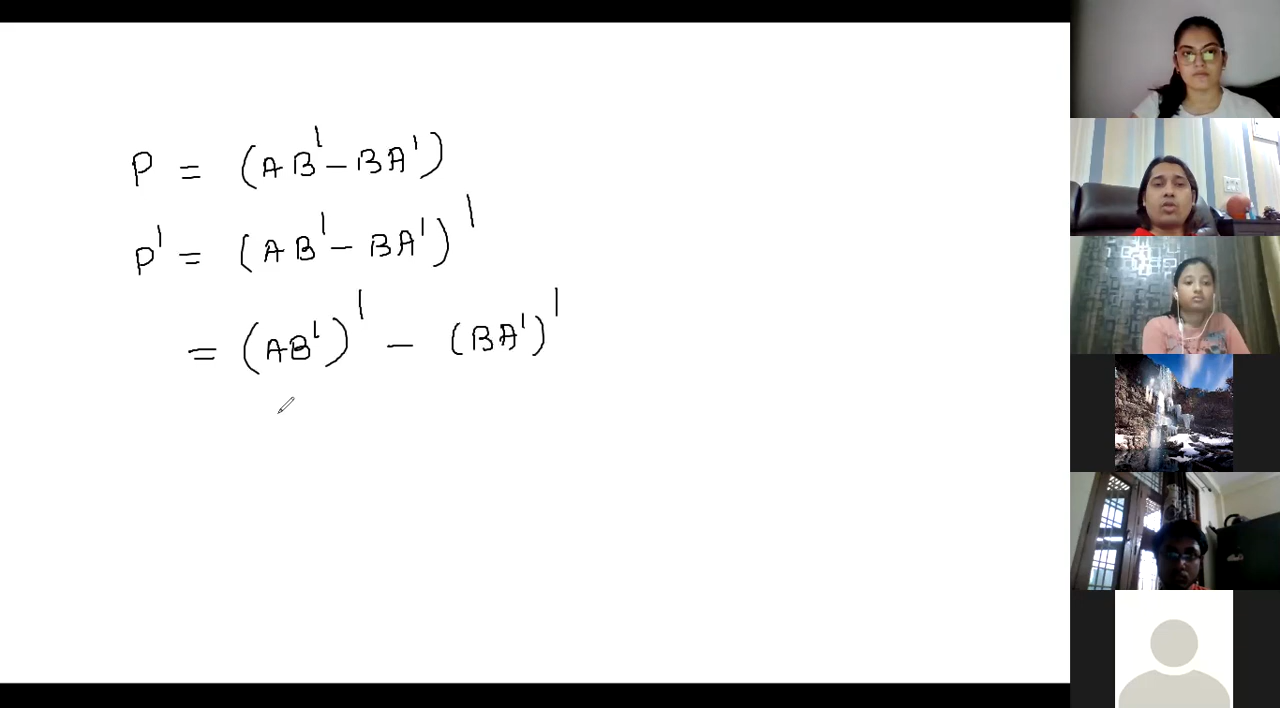 P = (AB' - BA')
P' = (AB' - BA')'
= (AB')' - (BA')'